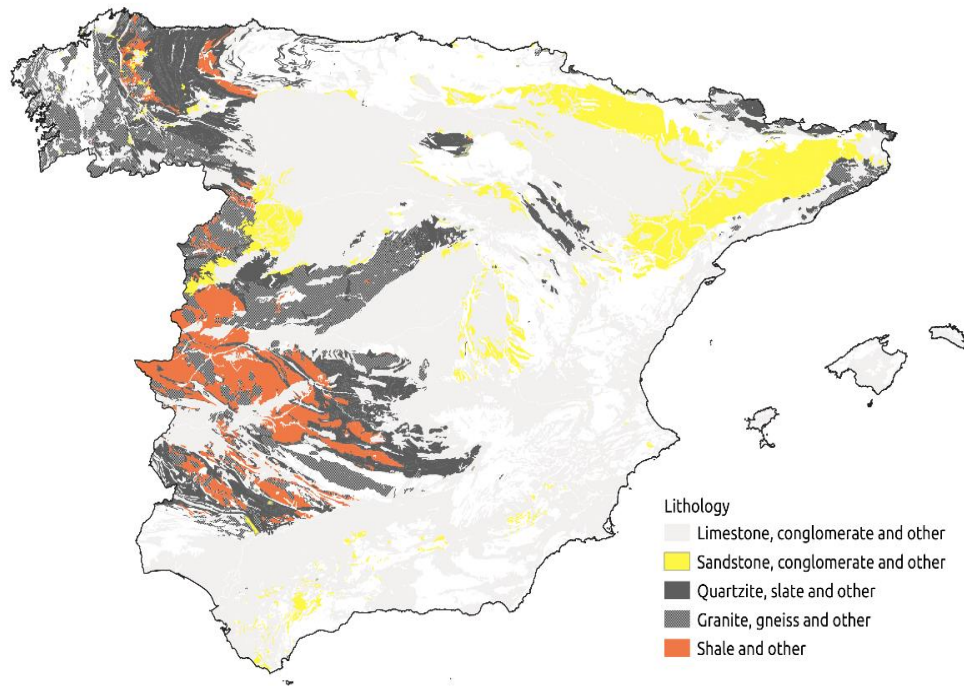 Lithology
Limestone, conglomerate and other
Sandstone, conglomerate and other
Quartzite, slate and other
Granite, gneiss and other
Shale and other